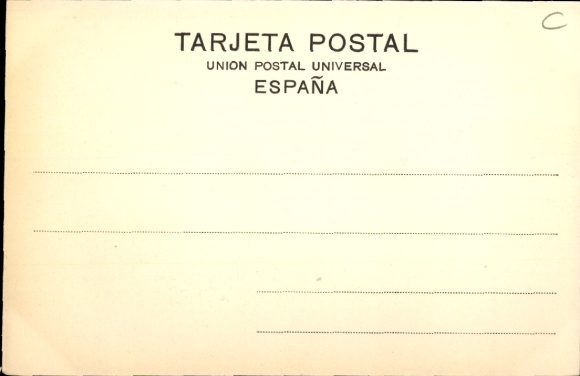 C
TARJETA POSTAL
UNION POSTAL UNIVERSAL
ESPAÑA